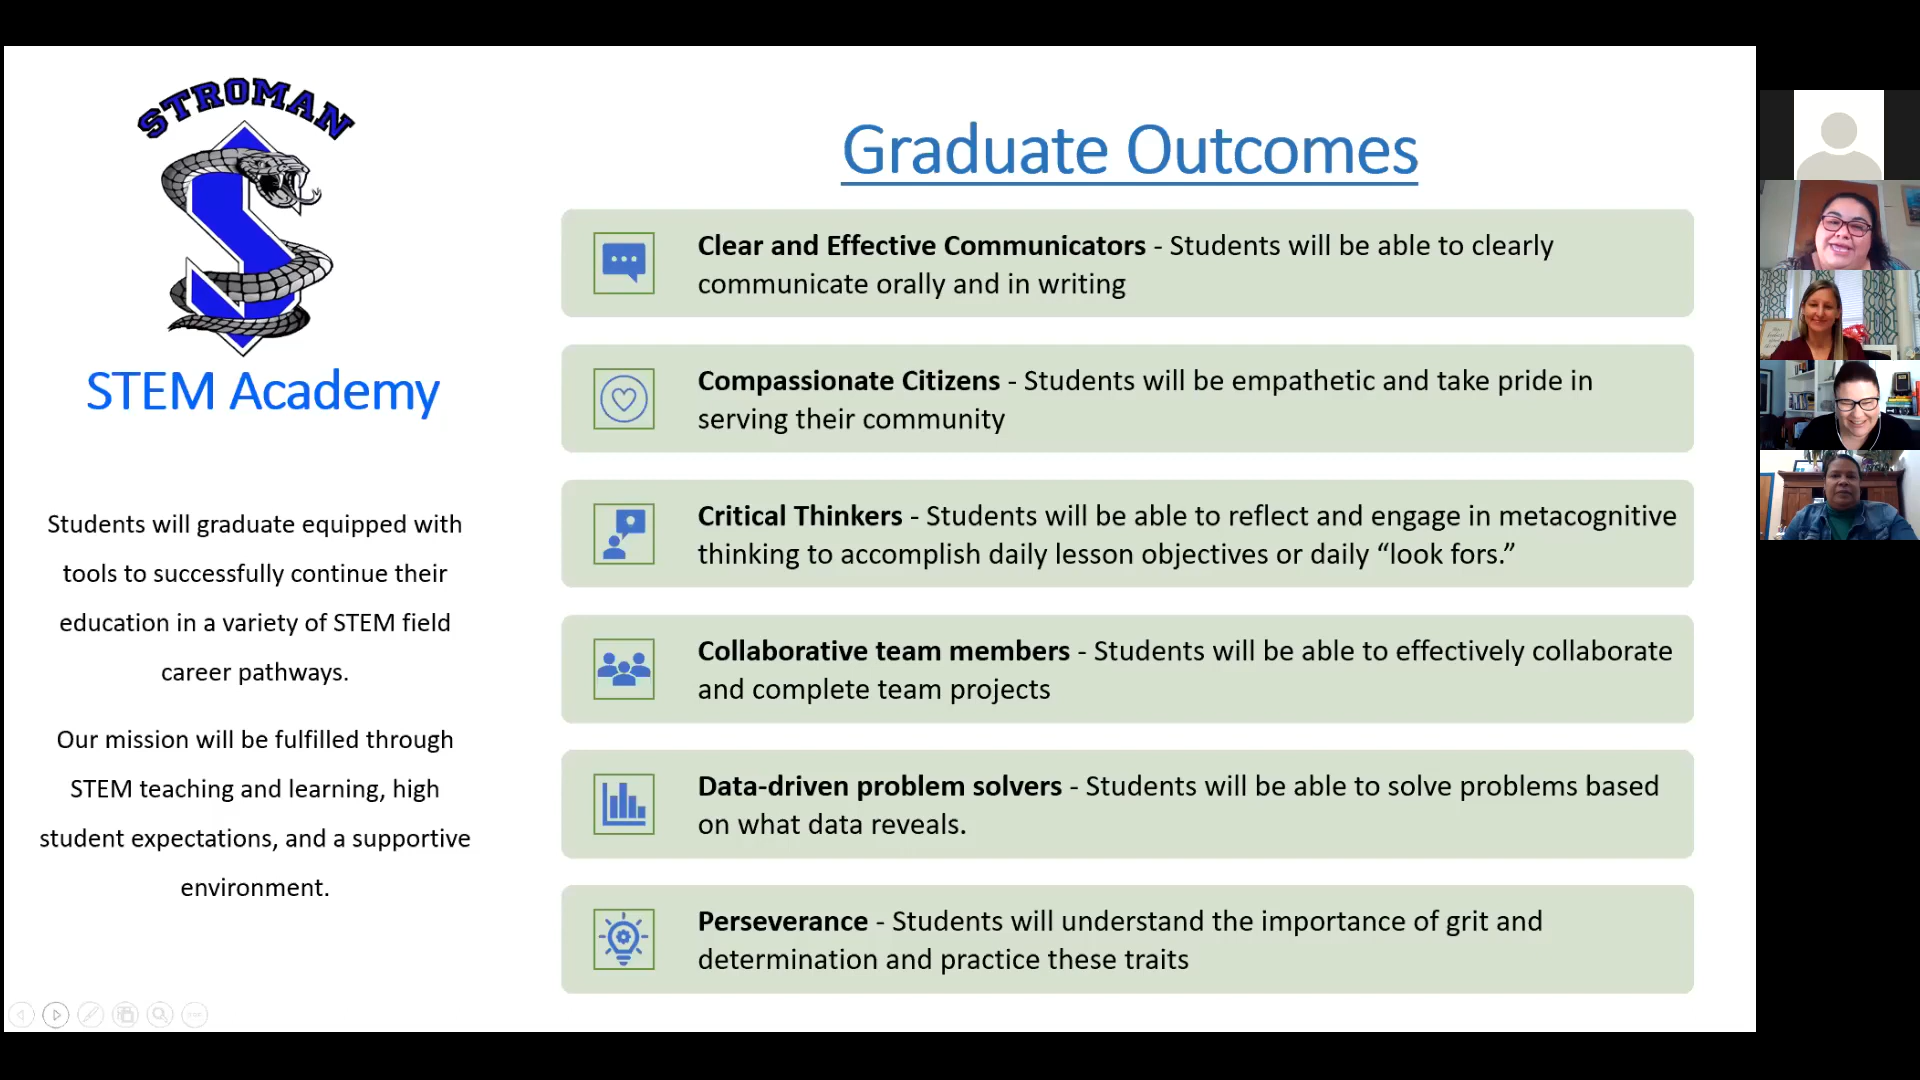 STROMAN
STEM Academy
Students will graduate equipped with
tools to successfully continue their
education in a variety of STEM field
career pathways.
Our mission will be fulfilled through
STEM teaching and learning, high
student expectations, and a supportive
environment.
Graduate Outcomes
Clear and Effective Communicators - Students will be able to clearly
communicate orally and in writing
Compassionate Citizens - Students will be empathetic and take pride in
serving their community
Critical Thinkers - Students will be able to reflect and engage in metacognitive
thinking to accomplish daily lesson objectives or daily “look fors.”
Collaborative team members - Students will be able to effectively collaborate
and complete team projects
Data-driven problem solvers - Students will be able to solve problems based
on what data reveals.
Perseverance - Students will understand the importance of grit and
determination and practice these traits